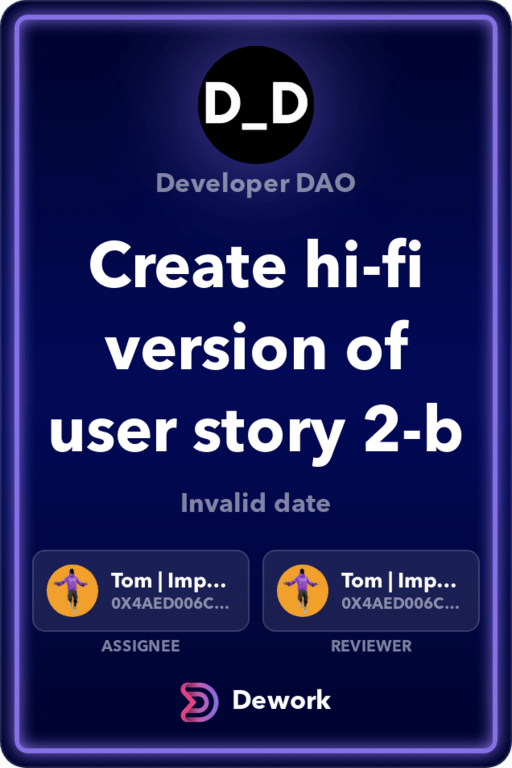 D_D
Developer DAO
Create hi-fi
version of
user story 2-b
Invalid date
Tom | Imp...
0X4AED006C...
Tom | Imp...
0X4AED006C...
ASSIGNEE
REVIEWER
Dework